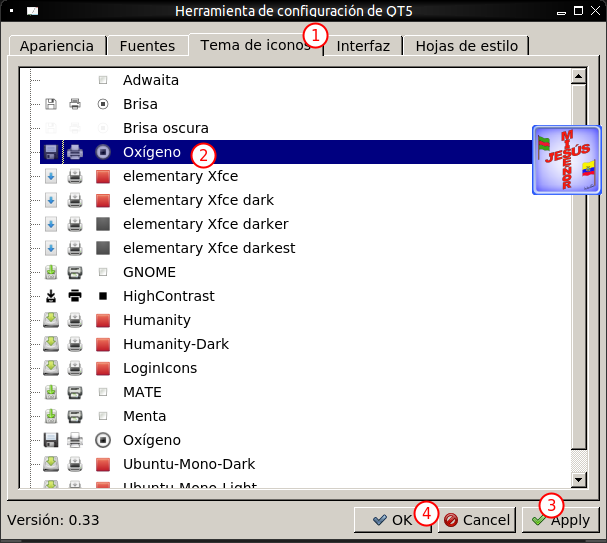 Herramienta de configuración de QT5
Apariencia Fuentes Tema de iconos 1 Interfaz Hojas de estilo
Adwaita
Brisa
Brisa oscura
Oxígeno 2
elementary Xfce
elementary Xfce dark
elementary Xfce darker
elementary Xfce darkest
GNOME
HighContrast
Humanity
Humanity-Dark
LoginIcons
MATE
Menta
Oxígeno
Ubuntu-Mono-Dark
Ubuntu-Mono-Light
MI SEÑOR
JESÚS
3
Versión: 0.33 OK 4 Cancel Apply